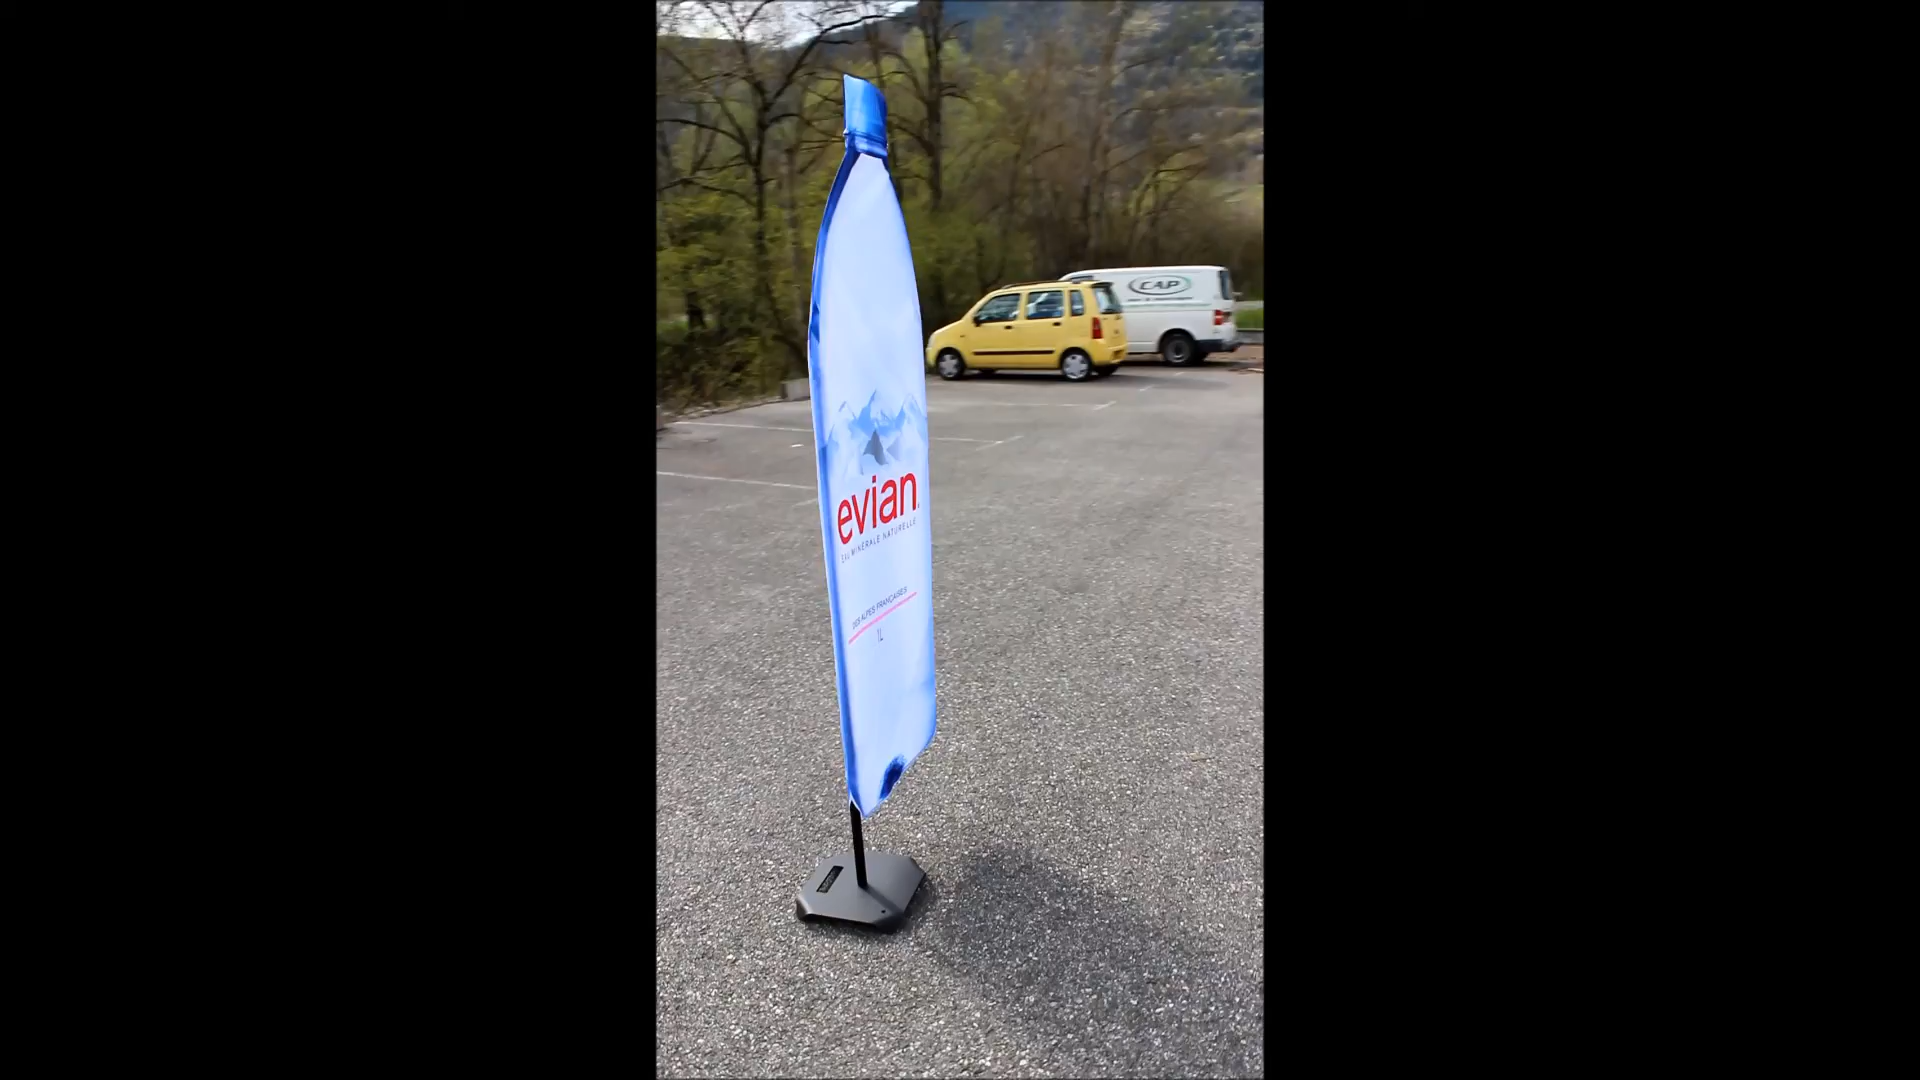 CAP
evian.
EAU MINÉRALE NATURELLE
DES ALPES FRANÇAISES
1L